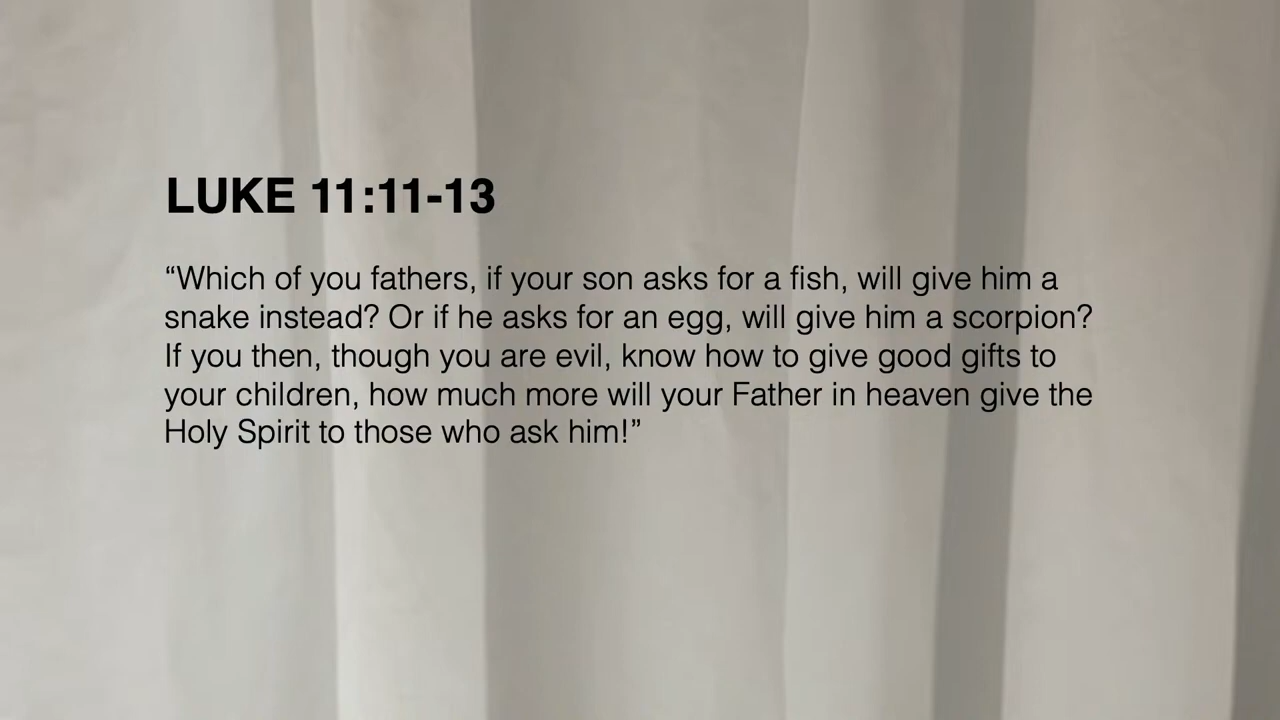 LUKE 11:11-13
“Which of you fathers, if your son asks for a fish, will give him a
snake instead? Or if he asks for an egg, will give him a scorpion?
If you then, though you are evil, know how to give good gifts to
your children, how much more will your Father in heaven give the
Holy Spirit to those who ask him!”